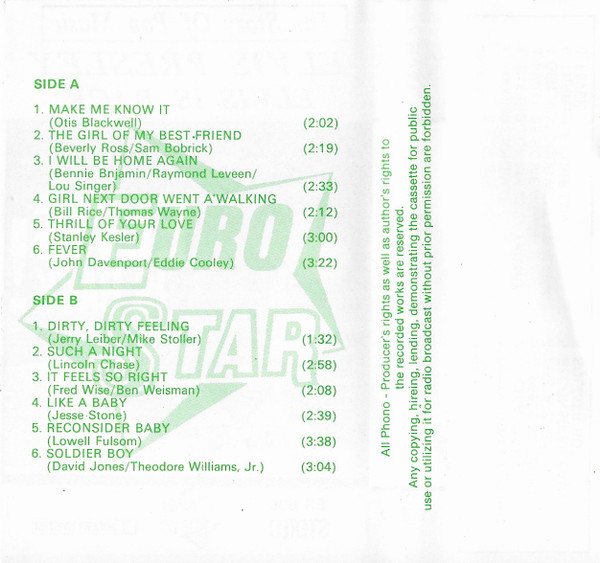 SIDE A
1. MAKE ME KNOW IT
(Otis Blackwell) (2:02)
2. THE GIRL OF MY BEST FRIEND
(Beverly Ross/Sam Bobrick) (2:19)
3. I WILL BE HOME AGAIN
(Bennie Bnjamin/Raymond Leveen/
Lou Singer) (2:33)
4. GIRL NEXT DOOR WENT A'WALKING
(Bill Rice/Thomas Wayne) (2:12)
5. THRILL OF YOUR LOVE
(Stanley Kesler) (3:00)
6. FEVER
(John Davenport/Eddie Cooley) (3:22)
EURO
STAR
SIDE B
1. DIRTY, DIRTY FEELING
(Jerry Leiber/Mike Stoller) (1:32)
2. SUCH A NIGHT
(Lincoln Chase) (2:58)
3. IT FEELS SO RIGHT
(Fred Wise/Ben Weisman) (2:08)
4. LIKE A BABY
(Jesse Stone) (2:39)
5. RECONSIDER BABY
(Lowell Fulsom) (3:38)
6. SOLDIER BOY
(David Jones/Theodore Williams, Jr.) (3:04)
All Phono - Producer's rights as well as author's rights to
the recorded works are reserved.
Any copying, hireing, lending, demonstrating the cassette for public
use or utilizing it for radio broadcast without prior permission are forbidden.